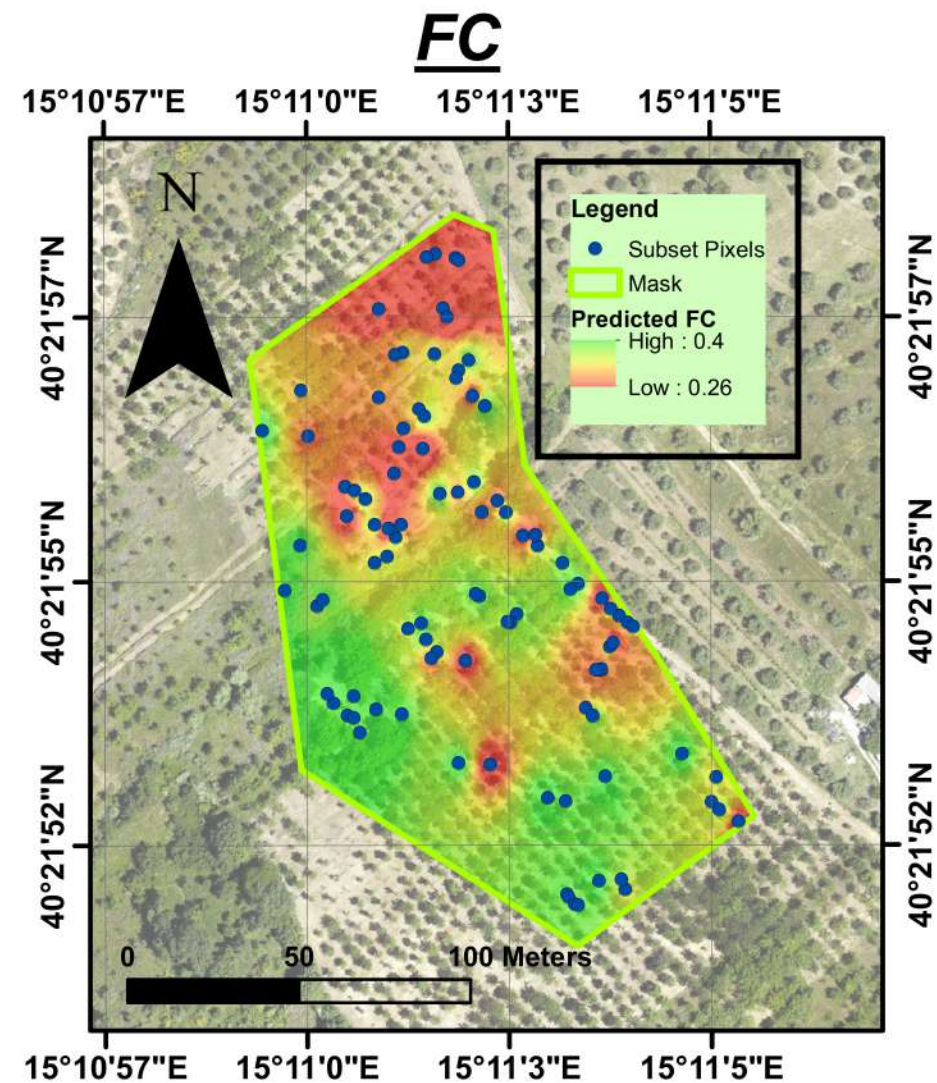 FC
15°10'57"E 15°11'0"E 15°11'3"E 15°11'5"E
N
Legend
Subset Pixels
Mask
Predicted FC
High : 0.4
Low : 0.26
40°21'57"N 40°21'57"N
40°21'55"N 40°21'55"N
40°21'52"N 40°21'52"N
0 50 100 Meters
15°10'57"E 15°11'0"E 15°11'3"E 15°11'5"E